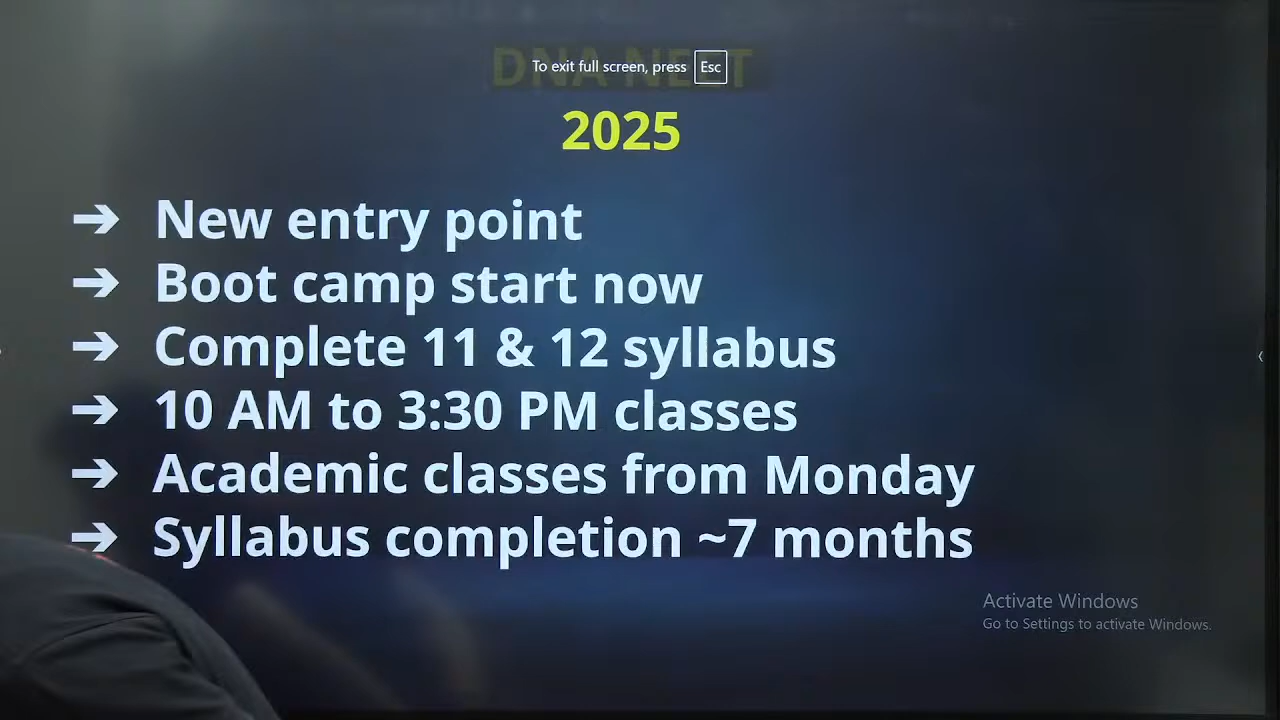 DNA NEET
To exit full screen, press Esc
2025
➔ New entry point
➔ Boot camp start now
➔ Complete 11 & 12 syllabus
➔ 10 AM to 3:30 PM classes
➔ Academic classes from Monday
➔ Syllabus completion ~7 months
Activate Windows
Go to Settings to activate Windows.